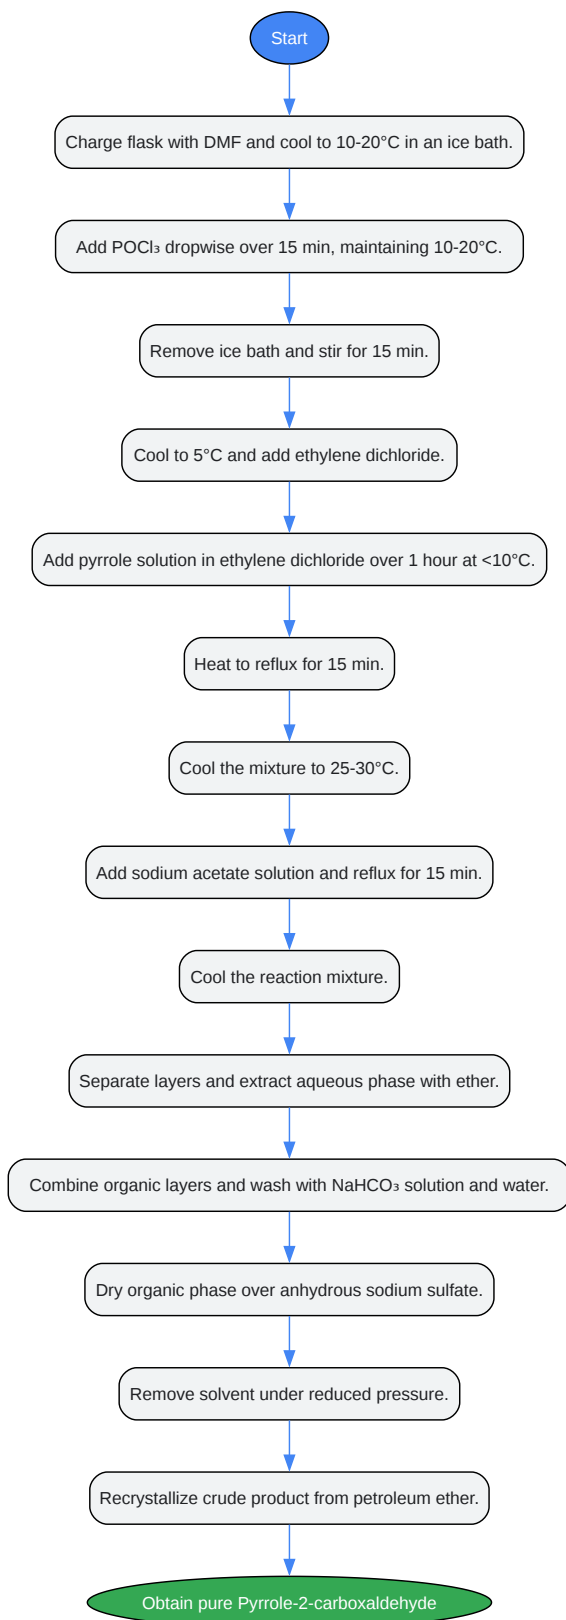 Start
Charge flask with DMF and cool to 10-20°C in an ice bath.
Add POCl₃ dropwise over 15 min, maintaining 10-20°C.
Remove ice bath and stir for 15 min.
Cool to 5°C and add ethylene dichloride.
Add pyrrole solution in ethylene dichloride over 1 hour at <10°C.
Heat to reflux for 15 min.
Cool the mixture to 25-30°C.
Add sodium acetate solution and reflux for 15 min.
Cool the reaction mixture.
Separate layers and extract aqueous phase with ether.
Combine organic layers and wash with NaHCO₃ solution and water.
Dry organic phase over anhydrous sodium sulfate.
Remove solvent under reduced pressure.
Recrystallize crude product from petroleum ether.
Obtain pure Pyrrole-2-carboxaldehyde